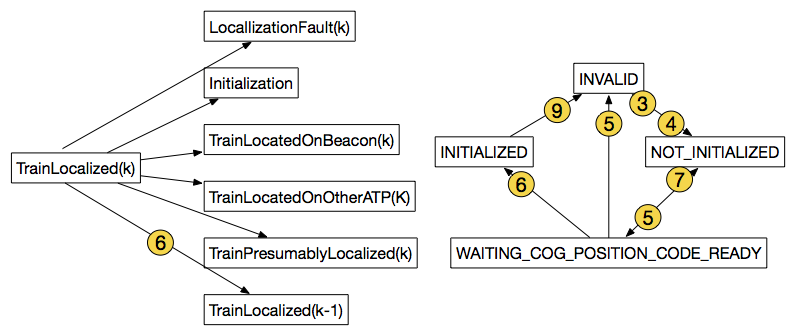 LocallizationFault(k)
Initialization
TrainLocatedOnBeacon(k)
TrainLocalized(k)
TrainLocatedOnOtherATP(K)
TrainPresumablyLocalized(k)
6
TrainLocalized(k-1)
INVALID
9
5
3
4
INITIALIZED
NOT_INITIALIZED
6
7
5
WAITING_COG_POSITION_CODE_READY